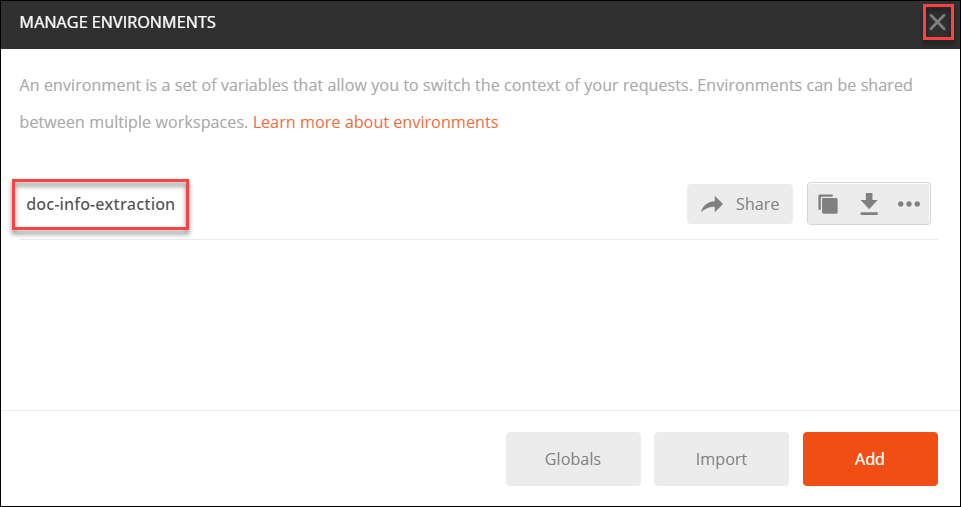 MANAGE ENVIRONMENTS
An environment is a set of variables that allow you to switch the context of your requests. Environments can be shared
between multiple workspaces. Learn more about environments
doc-info-extraction
Share
Globals
Import
Add